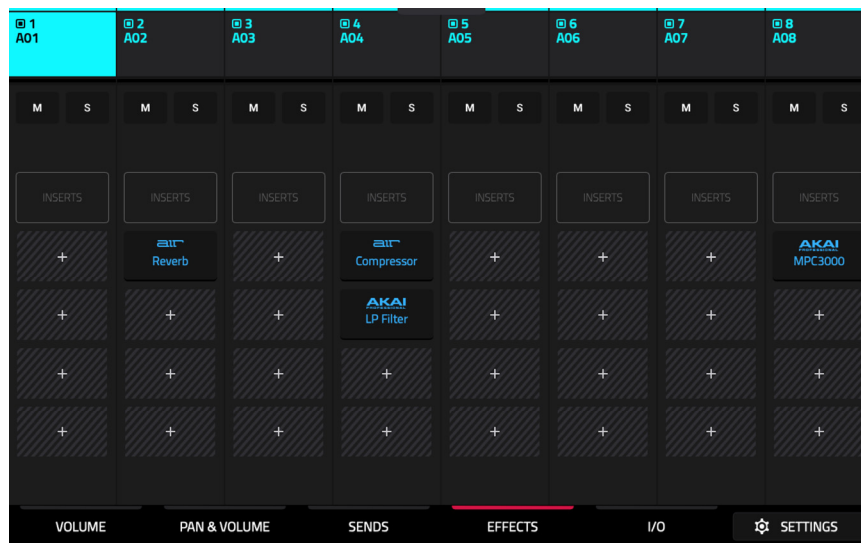 1 2 3 4 5 6 7 8
A01 A02 A03 A04 A05 A06 A07 A08
M S M S M S M S M S M S M S M S
INSERTS INSERTS INSERTS INSERTS INSERTS INSERTS INSERTS INSERTS
+ air + air + + + AKAI
PROFESSIONAL
Reverb Compressor MPC3000
+ + + AKAI + + + +
PROFESSIONAL
LP Filter
+ + + + + + + +
+ + + + + + + +
VOLUME PAN & VOLUME SENDS EFFECTS I/O SETTINGS